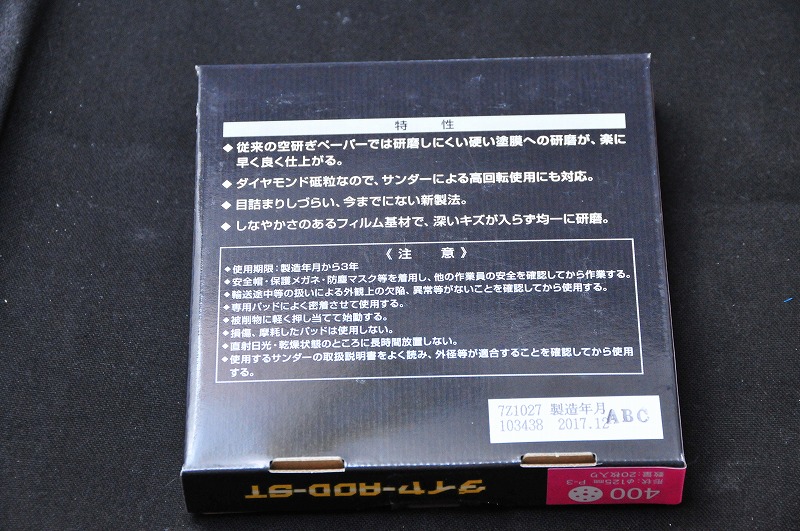 特 性
◆従来の空研ぎペーパーでは研磨しにくい硬い塗膜への研磨が、楽に
早く良く仕上がる。
◆ダイヤモンド砥粒なので、サンダーによる高回転使用にも対応。
◆目詰まりしづらい、今までにない新製法。
◆しなやかさのあるフィルム基材で、深いキズが入らず均一に研磨。
《注 意》
◆使用期限：製造年月から3年
◆安全帽・保護メガネ・防塵マスク等を着用し、他の作業員の安全を確認してから作業する。
◆輸送途中等の扱いによる外観上の欠陥、異常等がないことを確認してから使用する。
◆専用パッドによく密着させて使用する。
◆被削物に軽く押し当てて始動する。
◆損傷、摩耗したパッドは使用しない。
◆直射日光・乾燥状態のところに長時間放置しない。
◆使用するサンダーの取扱説明書をよく読み、外径等が適合することを確認してから使用
する。
7Z1027 製造年月
103438 2017.12
ABC
ダイヤ-ROD-ST
400
形状：φ125mm P-3
数量：20枚入り